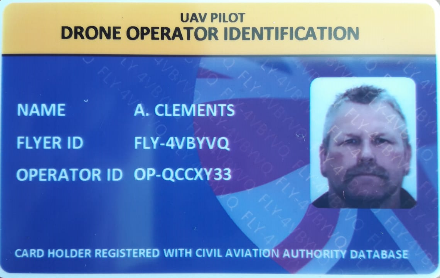 UAV PILOT
DRONE OPERATOR IDENTIFICATION
NAME A. CLEMENTS
FLYER ID FLY-4VBYVQ
OPERATOR ID OP-QCCXY33
CARD HOLDER REGISTERED WITH CIVIL AVIATION AUTHORITY DATABASE